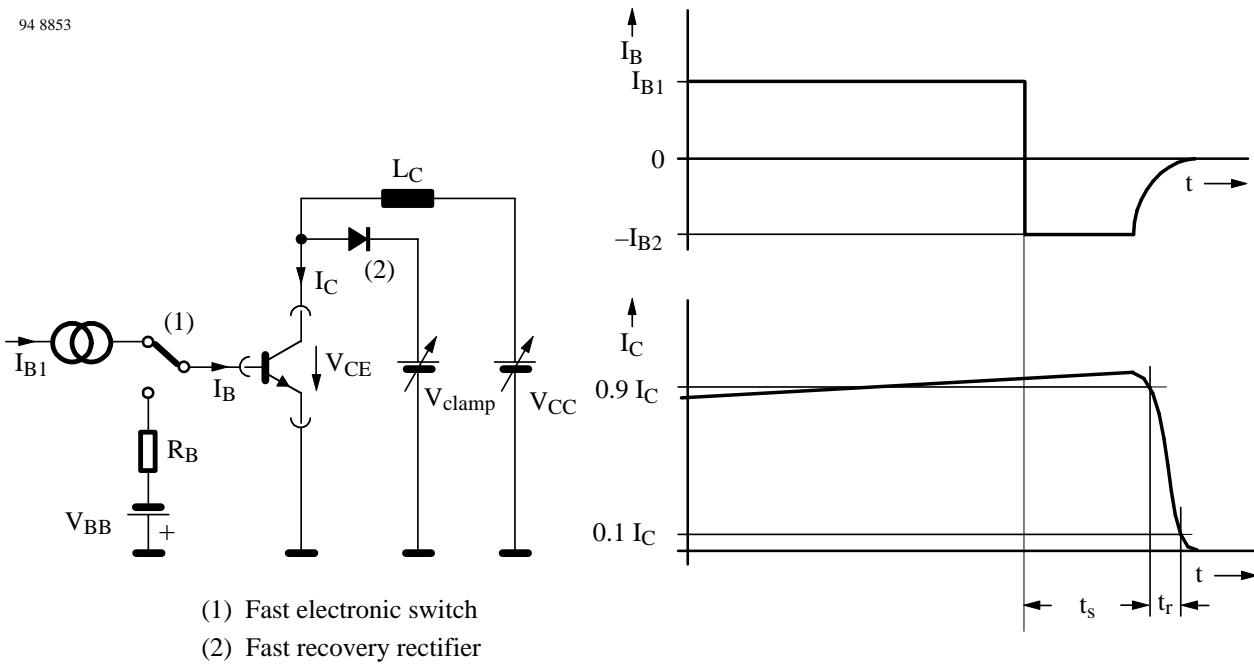 94 8853
I_B
I_B1
0
t
–I_B2
L_C
(2)
I_C
(1)
I_B1
I_B
V_CE
V_clamp
V_CC
R_B
V_BB
+
I_C
0.9 I_C
0.1 I_C
t
t_s
t_r
(1) Fast electronic switch
(2) Fast recovery rectifier